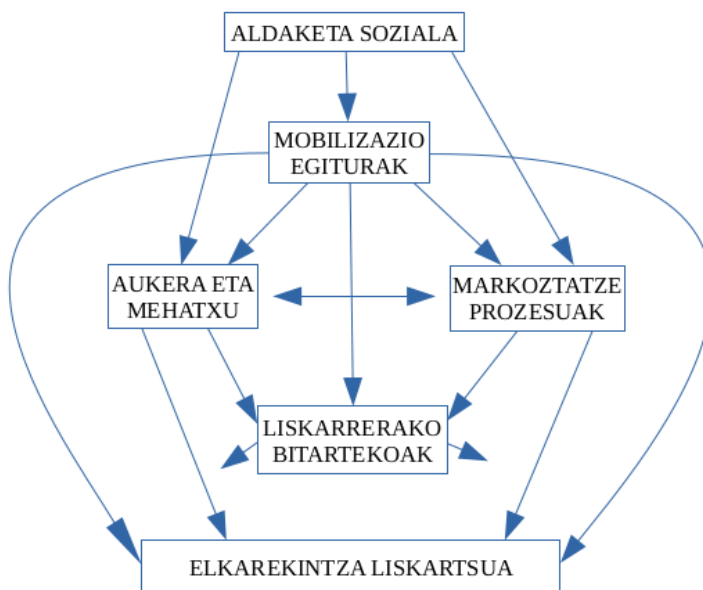 ALDAKETA SOZIALA
MOBILIZAZIO
EGITURAK
AUKERA ETA
MEHATXU
MARKOZTATZE
PROZESUAK
LISKARRERAKO
BITARTEKOAK
ELKAREKINTZA LISKARTSUA